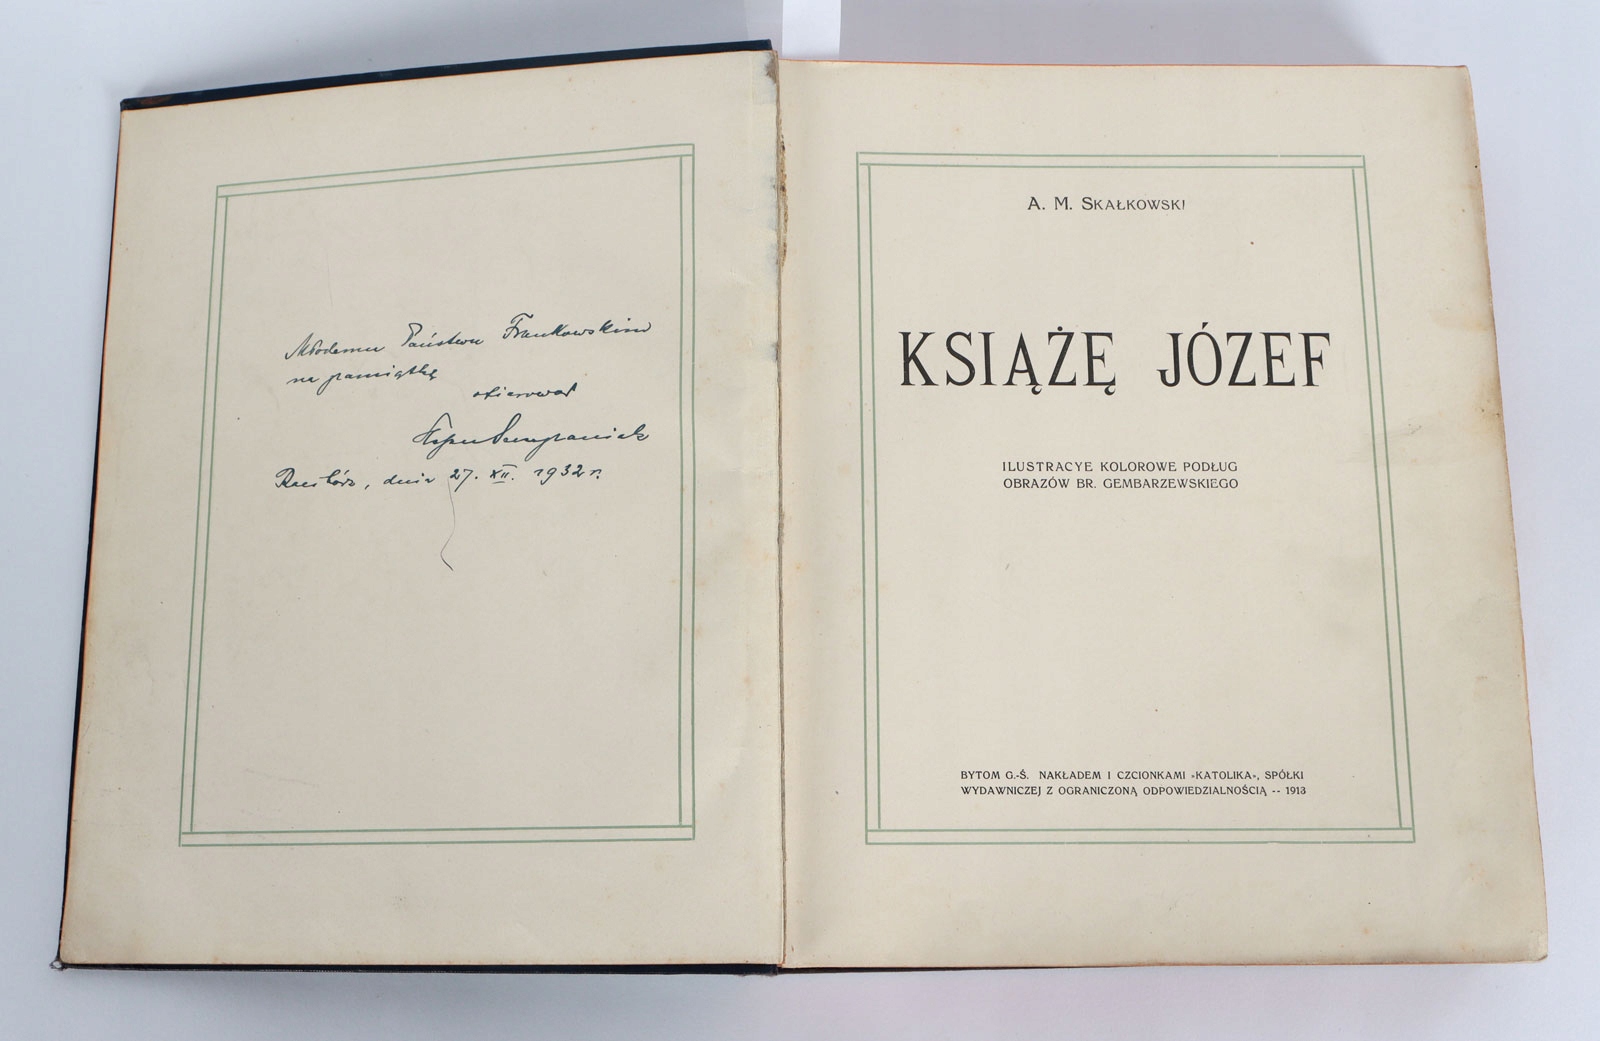 Młodemu Państwu Frankowskim
na pamiątkę
ofiarował
dnia 27. XII. 1932 r.
A. M. SKAŁKOWSKI
KSIĄŻĘ JÓZEF
ILUSTRACYE KOLOROWE PODŁUG
OBRAZÓW BR. GEMBARZEWSKIEGO
BYTOM G.-Ś. NAKŁADEM I CZCIONKAMI »KATOLIKA«, SPÓŁKI
WYDAWNICZEJ Z OGRANICZONĄ ODPOWIEDZIALNOŚCIĄ -- 1913